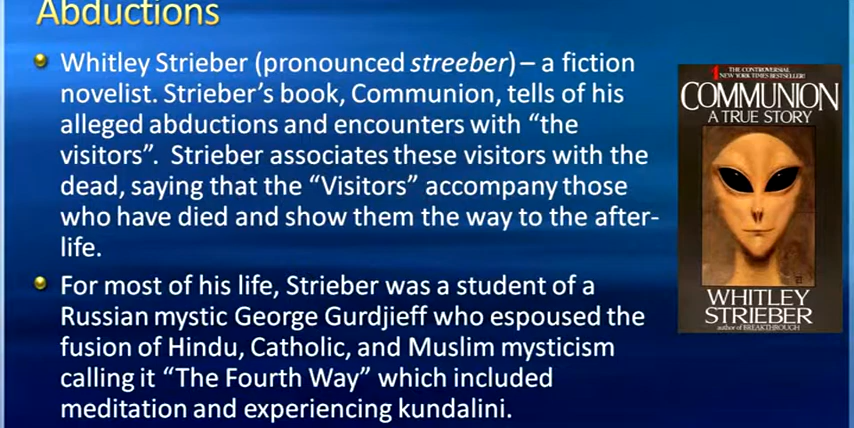 Abductions
Whitley Strieber (pronounced streeber) – a fiction
novelist. Strieber's book, Communion, tells of his
alleged abductions and encounters with “the
visitors”. Strieber associates these visitors with the
dead, saying that the “Visitors” accompany those
who have died and show them the way to the after-
life.
For most of his life, Strieber was a student of a
Russian mystic George Gurdjieff who espoused the
fusion of Hindu, Catholic, and Muslim mysticism
calling it “The Fourth Way” which included
meditation and experiencing kundalini.
#1 THE CONTROVERSIAL
NEW YORK TIMES BESTSELLER!
COMMUNION
A TRUE STORY
WHITLEY
STRIEBER
author of BREAKTHROUGH